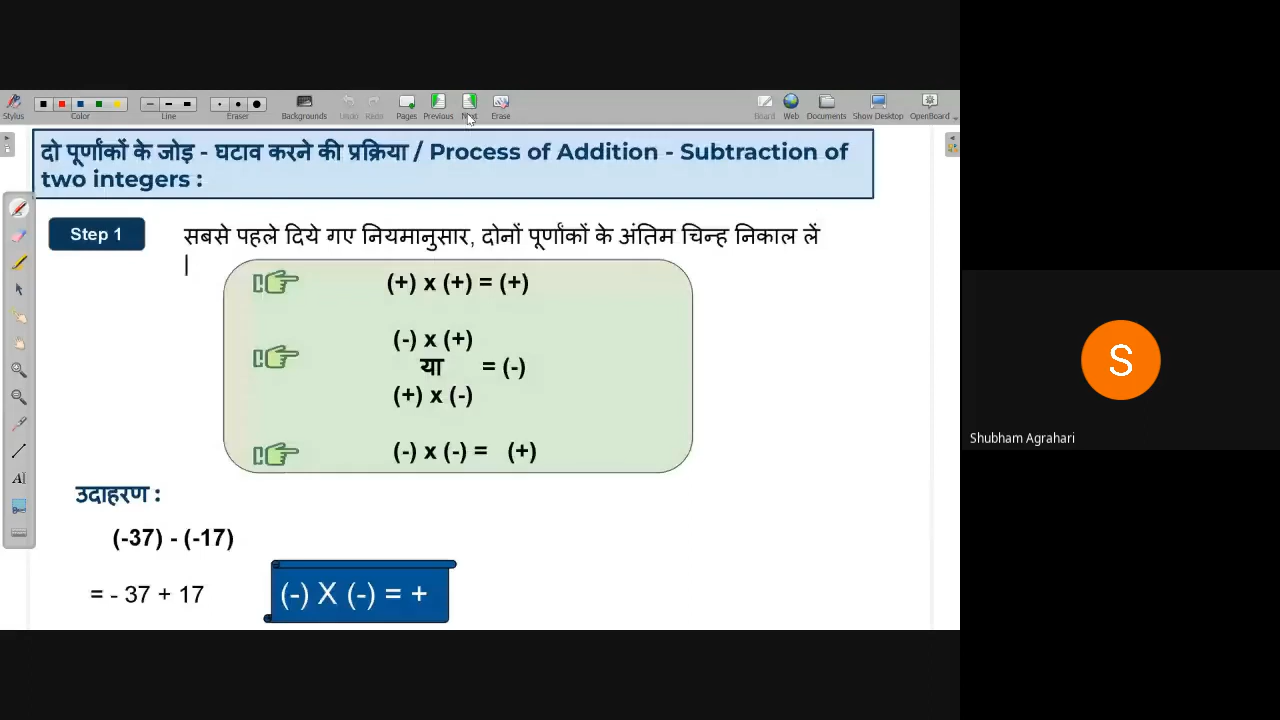 Stylus Color Line Eraser Backgrounds Undo Redo Pages Previous Next Erase Board Web Documents Show Desktop OpenBoard
दो पूर्णांकों के जोड़ - घटाव करने की प्रक्रिया / Process of Addition - Subtraction of
two integers :
Step 1
सबसे पहले दिये गए नियमानुसार, दोनों पूर्णांकों के अंतिम चिन्ह निकाल लें
|
(+) x (+) = (+)
(-) x (+)
या = (-)
(+) x (-)
(-) x (-) = (+)
उदाहरण :
(-37) - (-17)
= - 37 + 17
(-) X (-) = +
S
Shubham Agrahari